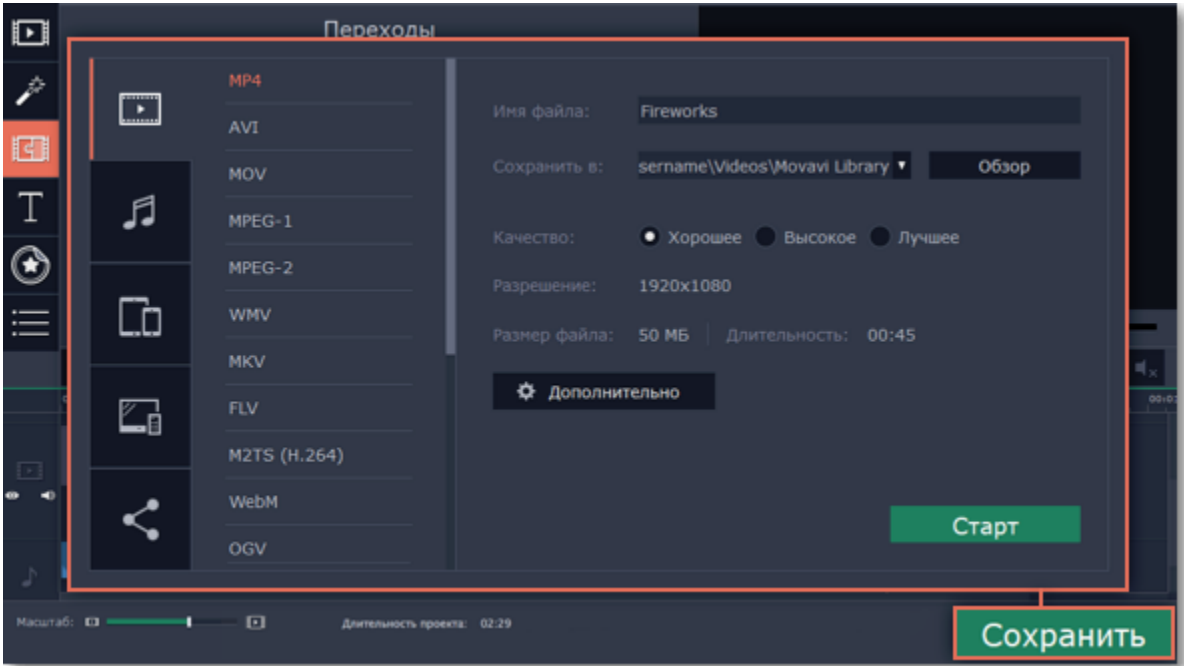 Переходы
MP4
AVI
MOV
MPEG-1
MPEG-2
WMV
MKV
FLV
M2TS (H.264)
WebM
OGV
Имя файла: Fireworks
Сохранить в: sername\Videos\Movavi Library Обзор
Качество: Хорошее Высокое Лучшее
Разрешение: 1920x1080
Размер файла: 50 МБ Длительность: 00:45
Дополнительно
Старт
Масштаб: Длительность проекта: 02:29
Сохранить